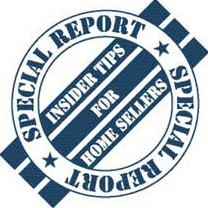 SPECIAL REPORT
INSIDER TIPS
FOR
HOME SELLERS
SPECIAL REPORT